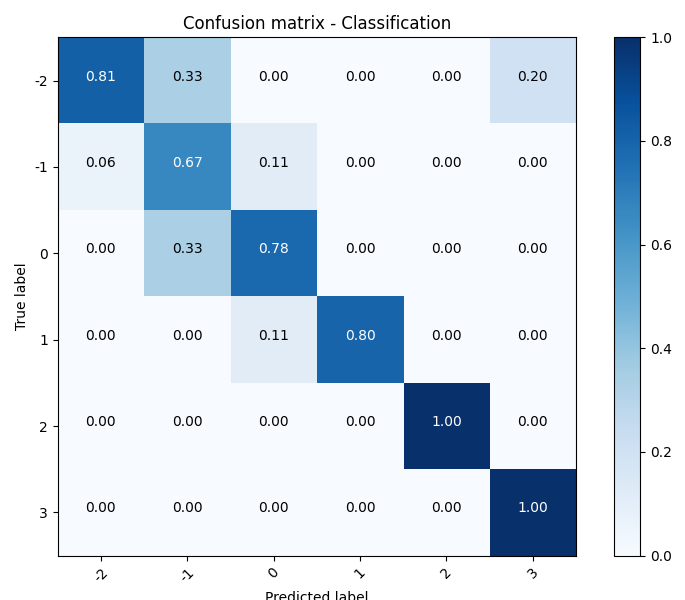 Confusion matrix - Classification
-2 0.81 0.33 0.00 0.00 0.00 0.20
-1 0.06 0.67 0.11 0.00 0.00 0.00
0 0.00 0.33 0.78 0.00 0.00 0.00
1 0.00 0.00 0.11 0.80 0.00 0.00
2 0.00 0.00 0.00 0.00 1.00 0.00
3 0.00 0.00 0.00 0.00 0.00 1.00
True label
-2 -1 0 1 2 3
Predicted label
1.0
0.8
0.6
0.4
0.2
0.0